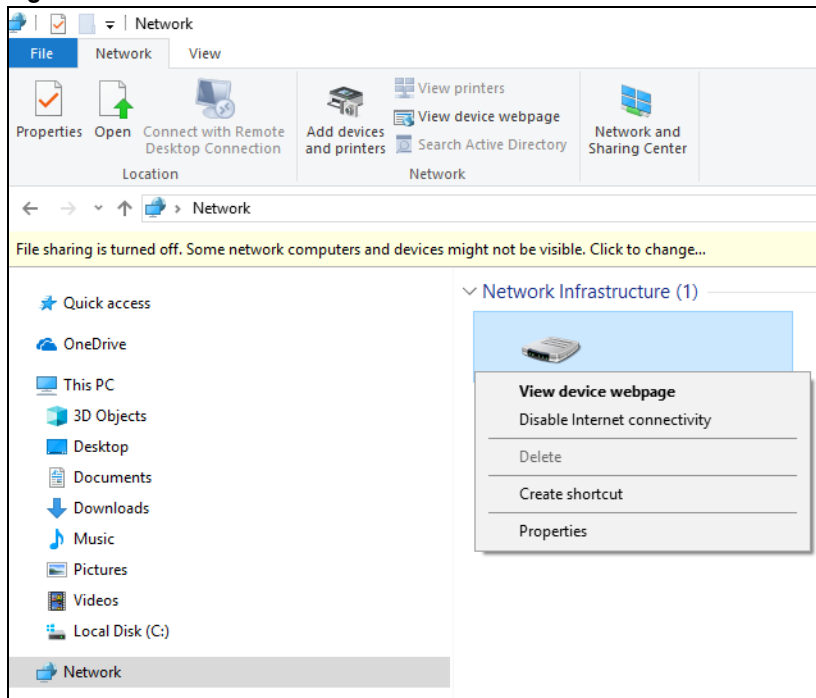 Network
File Network View
View printers
View device webpage
Search Active Directory
Properties Open Connect with Remote
Desktop Connection
Add devices
and printers
Network and
Sharing Center
Location Network
Network
File sharing is turned off. Some network computers and devices might not be visible. Click to change...
Quick access
OneDrive
This PC
3D Objects
Desktop
Documents
Downloads
Music
Pictures
Videos
Local Disk (C:)
Network
Network Infrastructure (1)
View device webpage
Disable Internet connectivity
Delete
Create shortcut
Properties